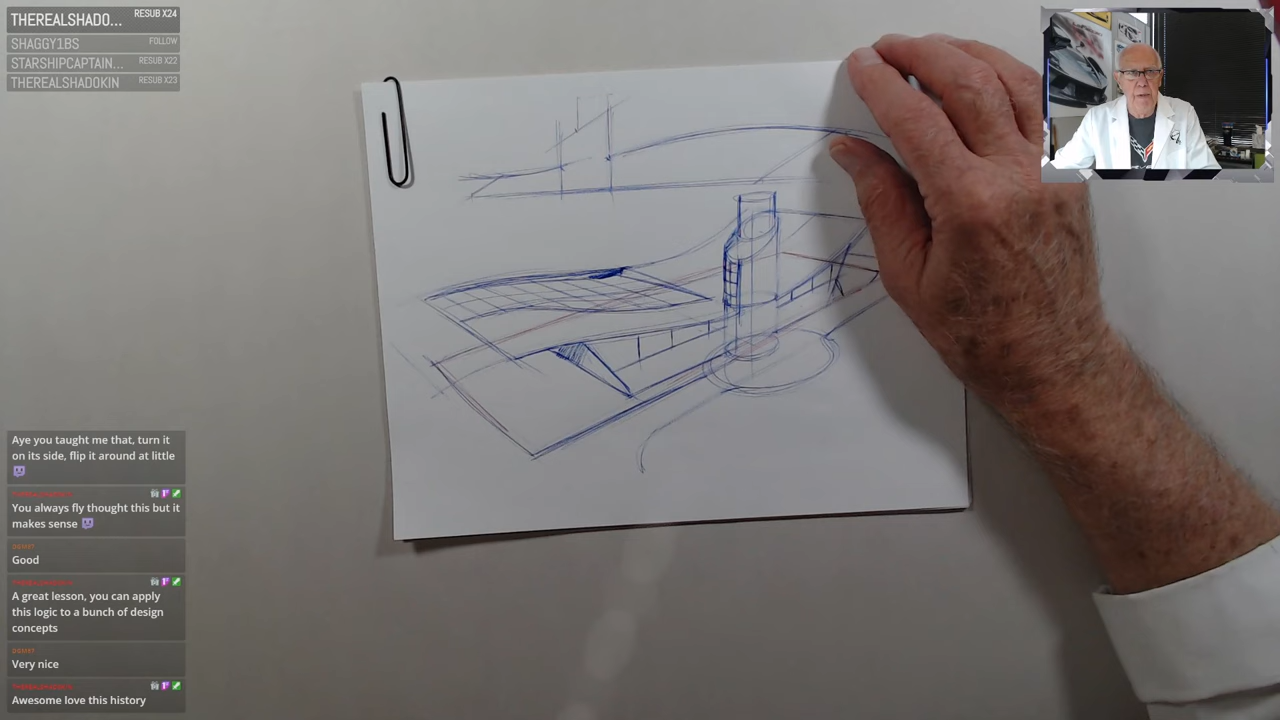 THEREALSHADO... RESUB X24
SHAGGY1BS FOLLOW
STARSHIPCAPTAIN... RESUB X22
THEREALSHADOKIN RESUB X23
Aye you taught me that, turn it
on its side, flip it around at little
You always fly thought this but it
makes sense
Good
A great lesson, you can apply
this logic to a bunch of design
concepts
Very nice
Awesome love this history